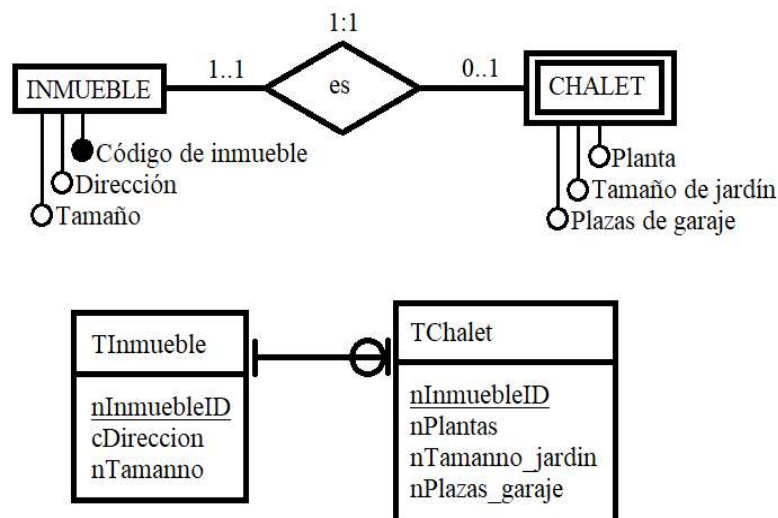 1:1
1..1
0..1
INMUEBLE
es
CHALET
Código de inmueble
Dirección
Tamaño
Planta
Tamaño de jardín
Plazas de garaje
TInmueble
nInmuebleID
cDireccion
nTamanno
TChalet
nInmuebleID
nPlantas
nTamanno_jardin
nPlazas_garaje